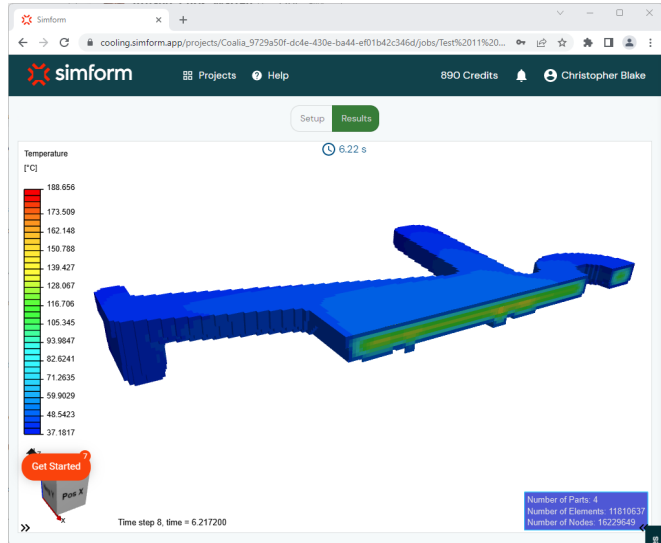 Simform
cooling.simform.app/projects/Coalia_9729a50f-dc4e-430e-ba44-ef01b42c346d/jobs/Test%2011%20...
simform
Projects
Help
890 Credits
Christopher Blake
Setup
Results
6.22 s
Temperature
[°C]
188.656
173.509
162.148
150.788
139.427
128.067
116.706
105.345
93.9847
82.6241
71.2635
59.9029
48.5423
37.1817
7
Get Started
Pos X
X
Time step 8, time = 6.217200
Number of Parts: 4
Number of Elements: 11810637
Number of Nodes: 16229649